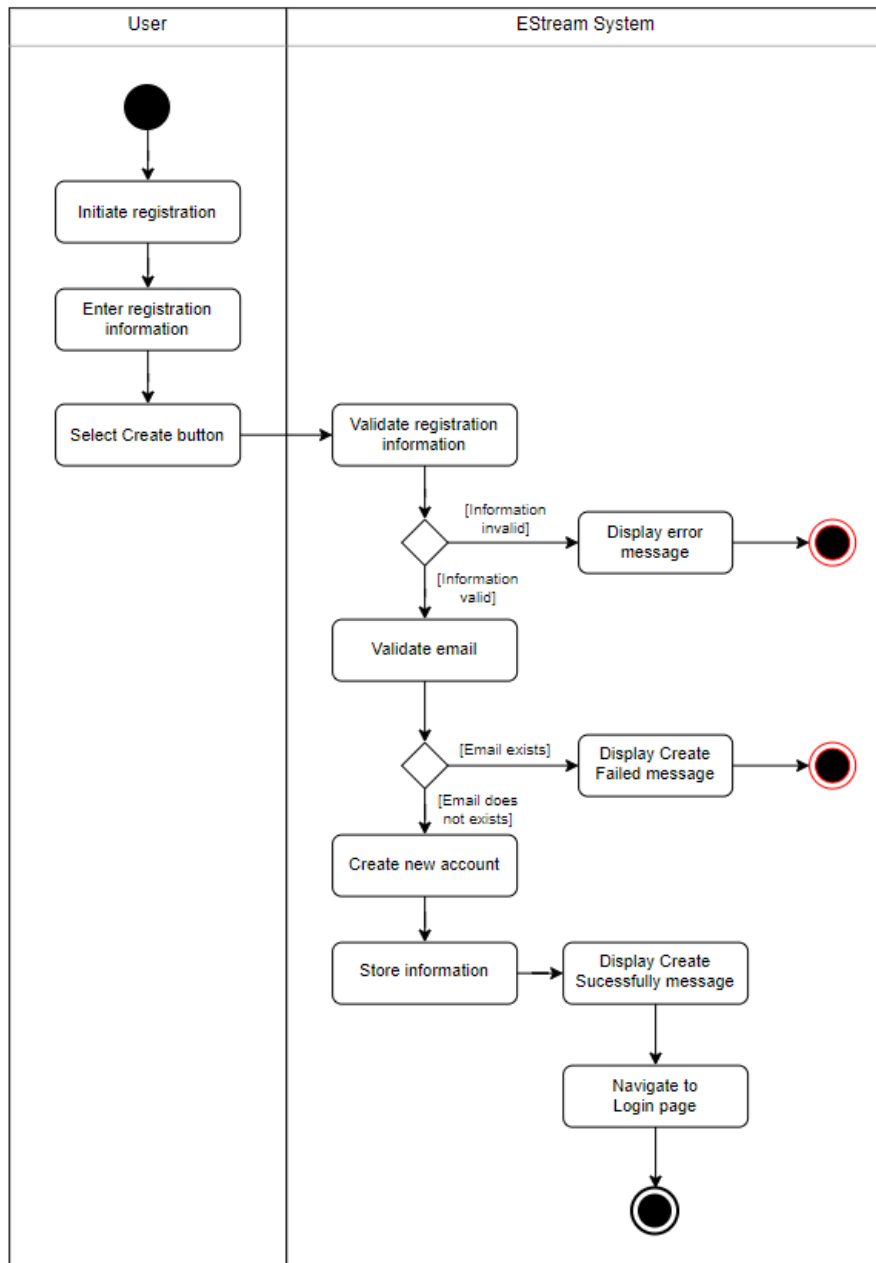 User
EStream System
Initiate registration
Enter registration
information
Select Create button
Validate registration
information
[Information
invalid]
Display error
message
[Information
valid]
Validate email
[Email exists]
Display Create
Failed message
[Email does
not exists]
Create new account
Store information
Display Create
Sucessfully message
Navigate to
Login page